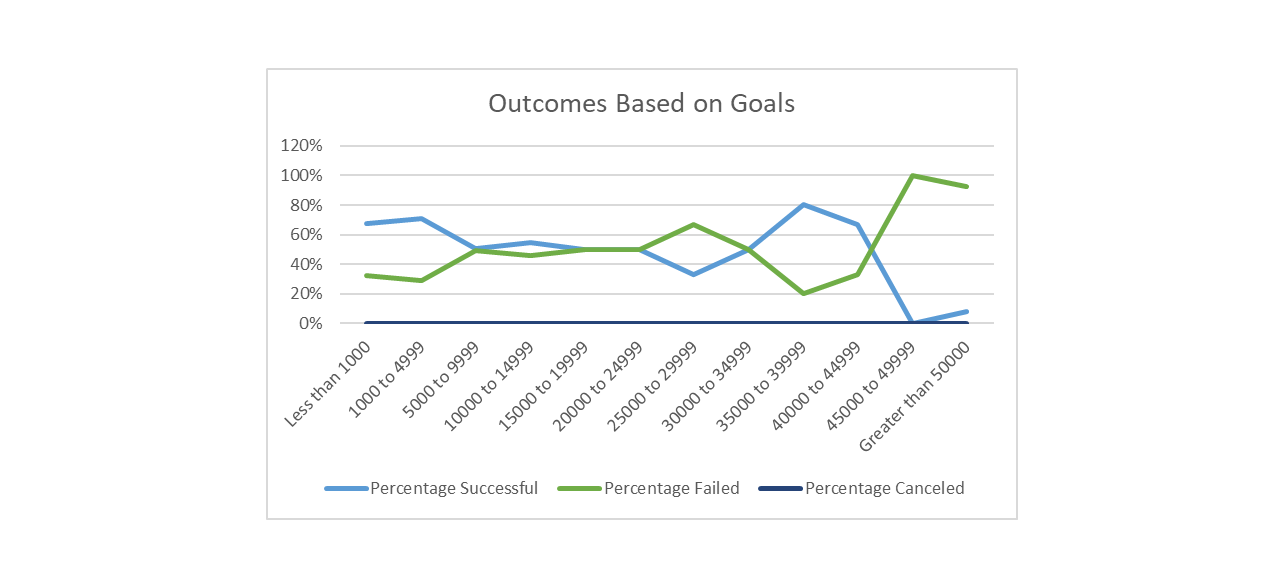 Outcomes Based on Goals
120%
100%
80%
60%
40%
20%
0%
Less than 1000
1000 to 4999
5000 to 9999
10000 to 14999
15000 to 19999
20000 to 24999
25000 to 29999
30000 to 34999
35000 to 39999
40000 to 44999
45000 to 49999
Greater than 50000
Percentage Successful Percentage Failed Percentage Canceled